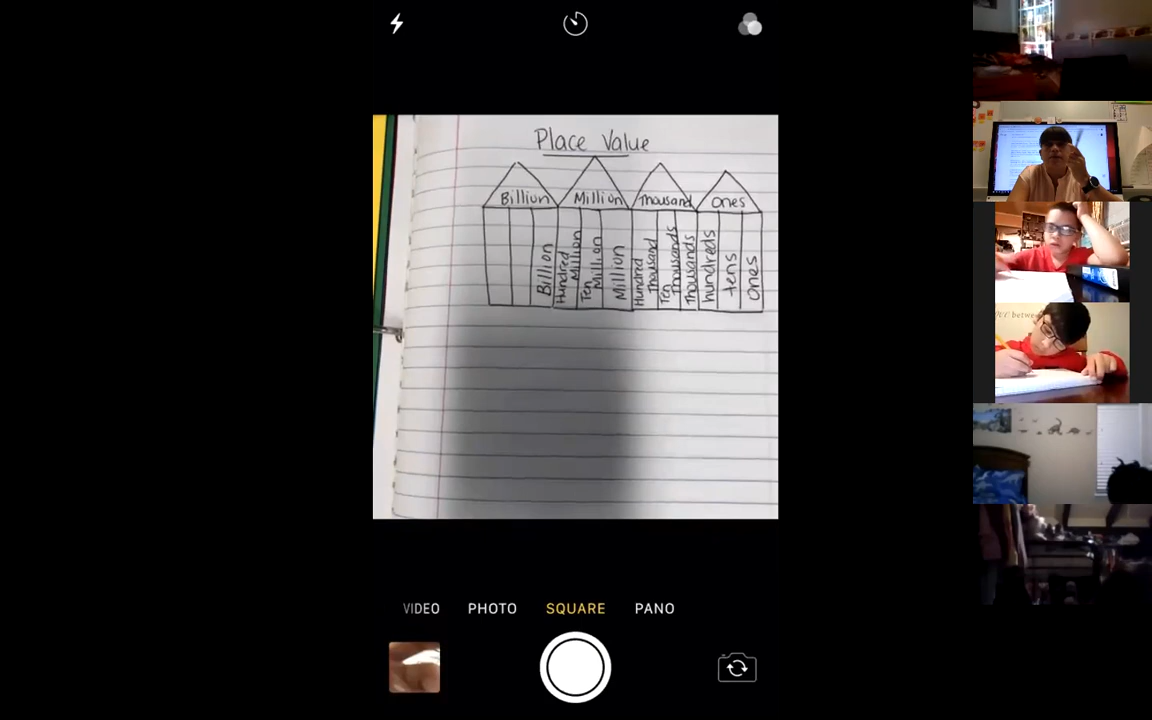 Place Value
Billion Million Thousand Ones
Billion
Hundred Million
Ten Million
Million
Hundred Thousand
Ten Thousands
Thousands
hundreds
tens
ones
VIDEO PHOTO SQUARE PANO